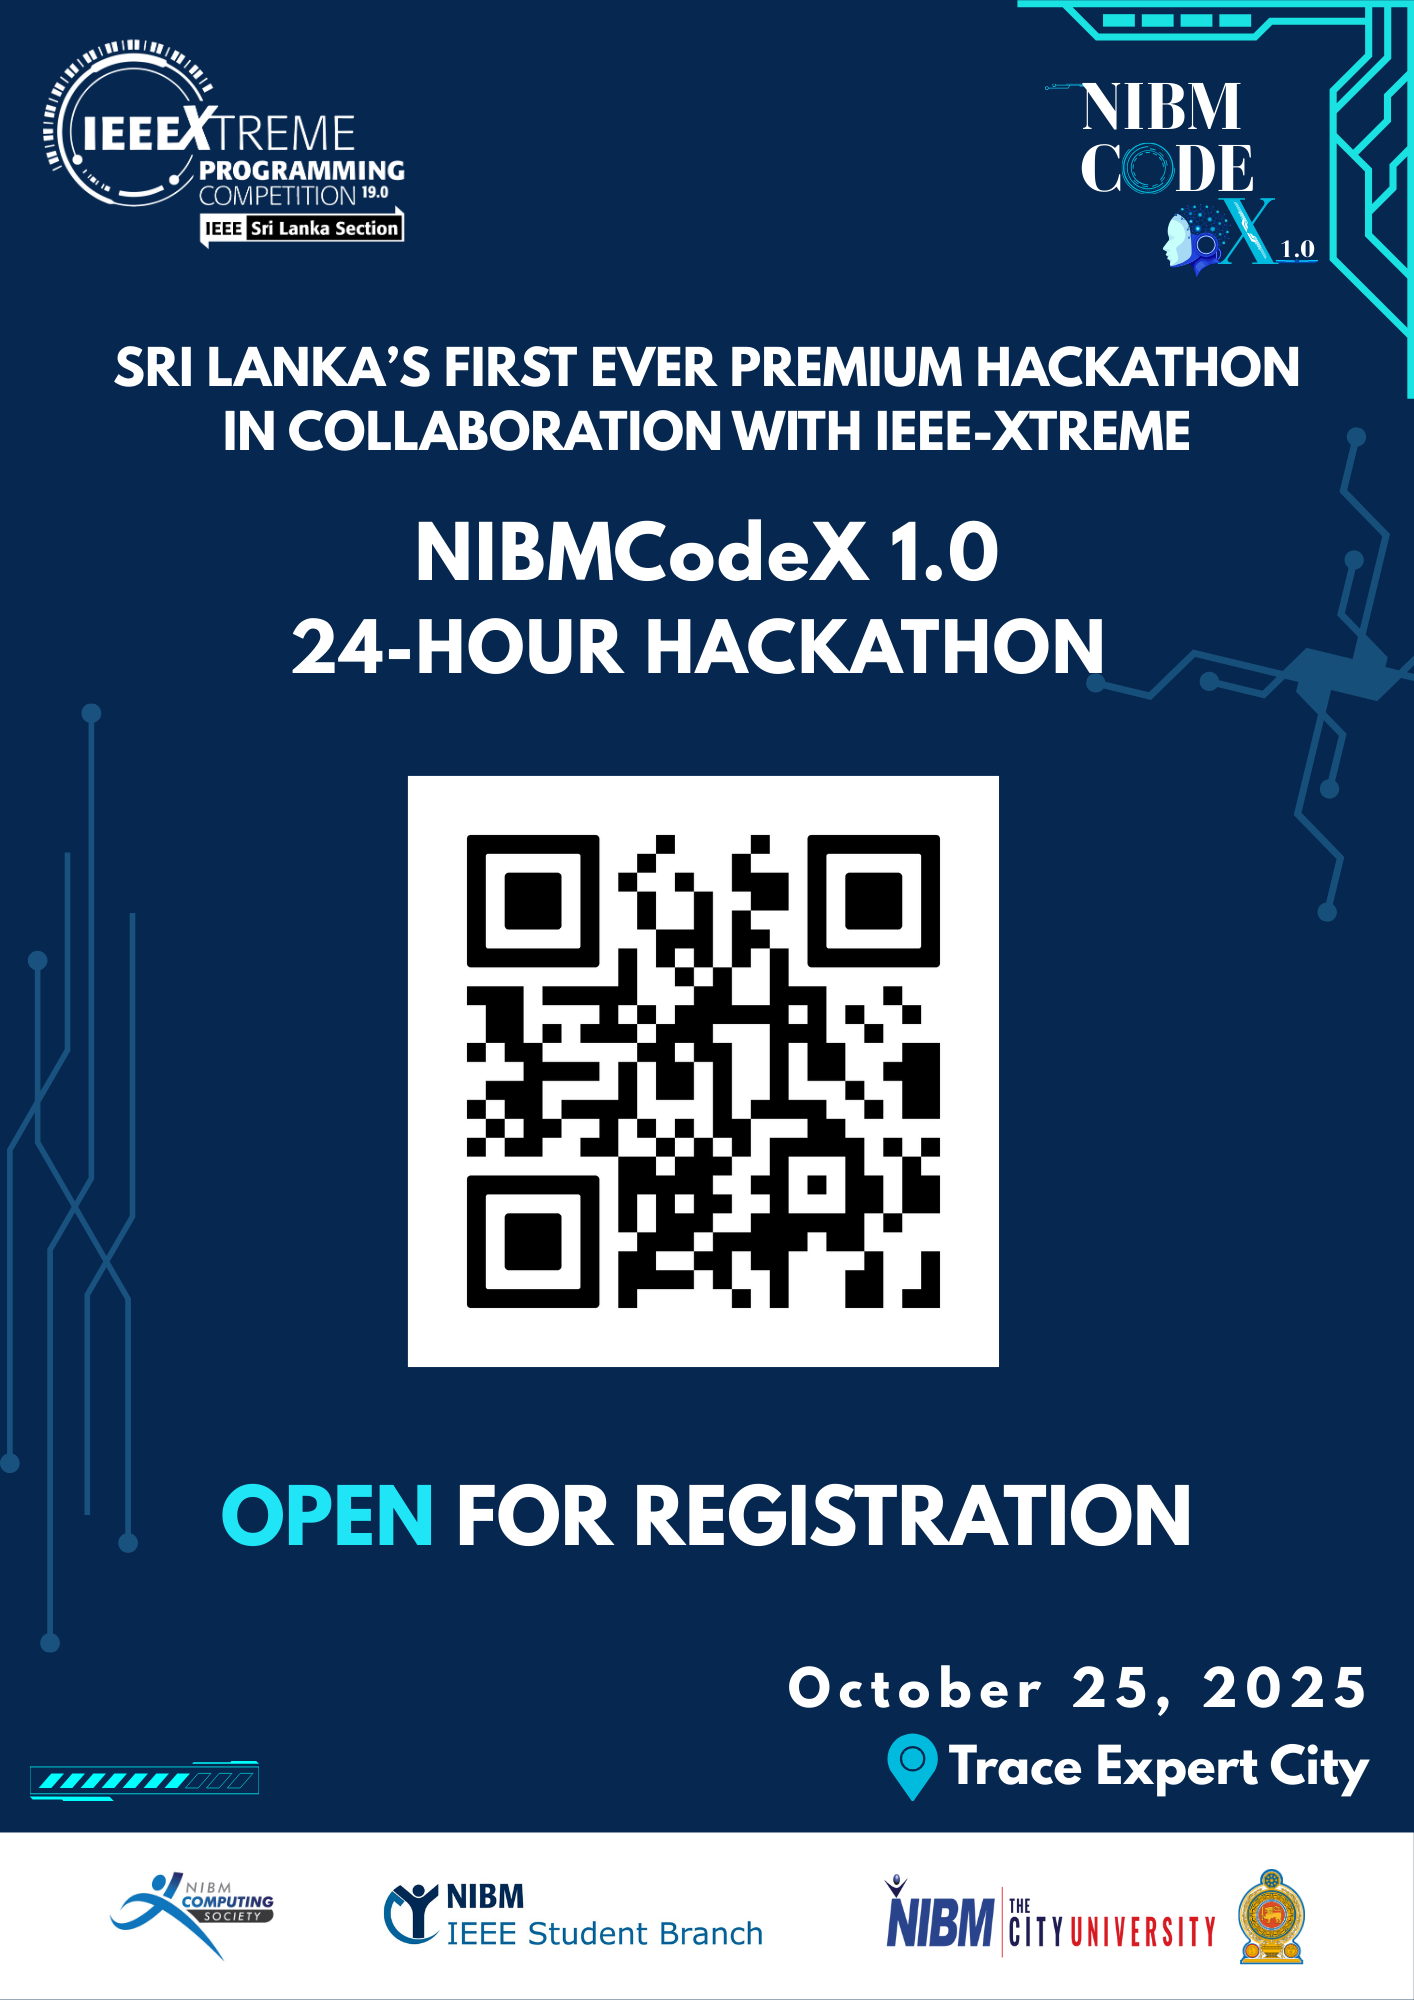 IEEEXTREME
PROGRAMMING
COMPETITION 19.0
IEEE Sri Lanka Section
NIBM
CODE
X 1.0
SRI LANKA’S FIRST EVER PREMIUM HACKATHON
IN COLLABORATION WITH IEEE-XTREME
NIBMCodeX 1.0
24-HOUR HACKATHON
OPEN FOR REGISTRATION
October 25, 2025
Trace Expert City
NIBM
COMPUTING
SOCIETY
NIBM
IEEE Student Branch
NIBM
THE
CITY UNIVERSITY